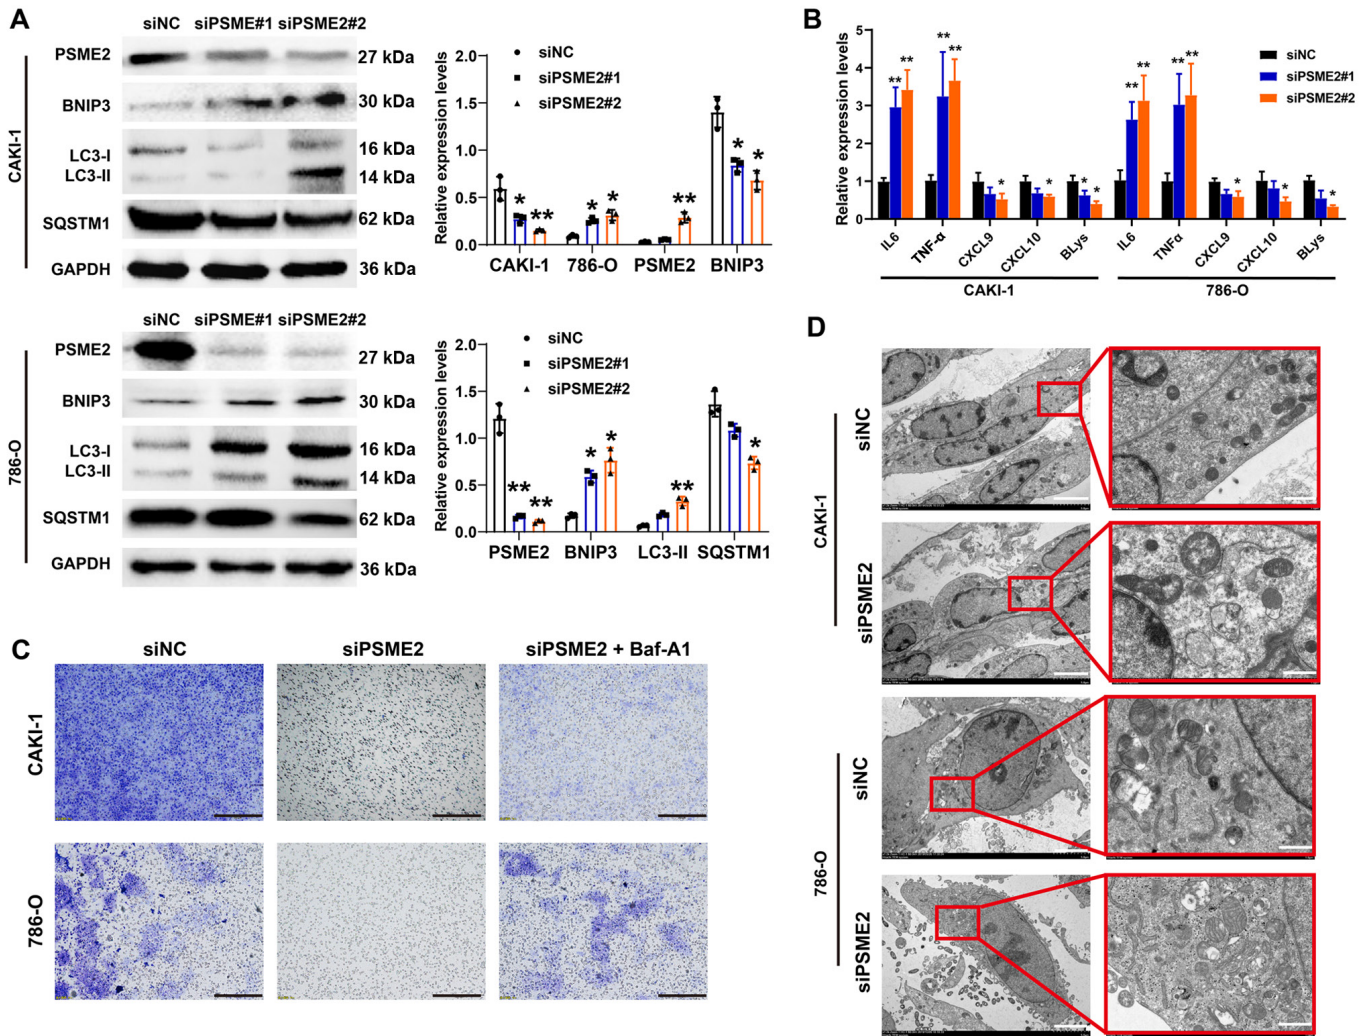 A
siNC siPSME#1 siPSME2#2
CAKI-1
PSME2
27 kDa
BNIP3
30 kDa
LC3-I
16 kDa
LC3-II
14 kDa
SQSTM1
62 kDa
GAPDH
36 kDa
Relative expression levels
2.0
1.5
1.0
0.5
0.0
siNC
siPSME2#1
siPSME2#2
* ** * * ** * *
CAKI-1 786-O PSME2 BNIP3
siNC siPSME#1 siPSME2#2
786-O
PSME2
27 kDa
BNIP3
30 kDa
LC3-I
16 kDa
LC3-II
14 kDa
SQSTM1
62 kDa
GAPDH
36 kDa
Relative expression levels
2.0
1.5
1.0
0.5
0.0
siNC
siPSME2#1
siPSME2#2
** ** * * ** *
PSME2 BNIP3 LC3-II SQSTM1
B
Relative expression levels
5
4
3
2
1
0
siNC
siPSME2#1
siPSME2#2
** ** ** ** * * * * ** ** ** ** * * *
IL6 TNF-α CXCL9 CXCL10 BLys IL6 TNFα CXCL9 CXCL10 BLys
CAKI-1 786-O
C
siNC siPSME2 siPSME2 + Baf-A1
CAKI-1
786-O
D
CAKI-1
siNC
siPSME2
786-O
siNC
siPSME2